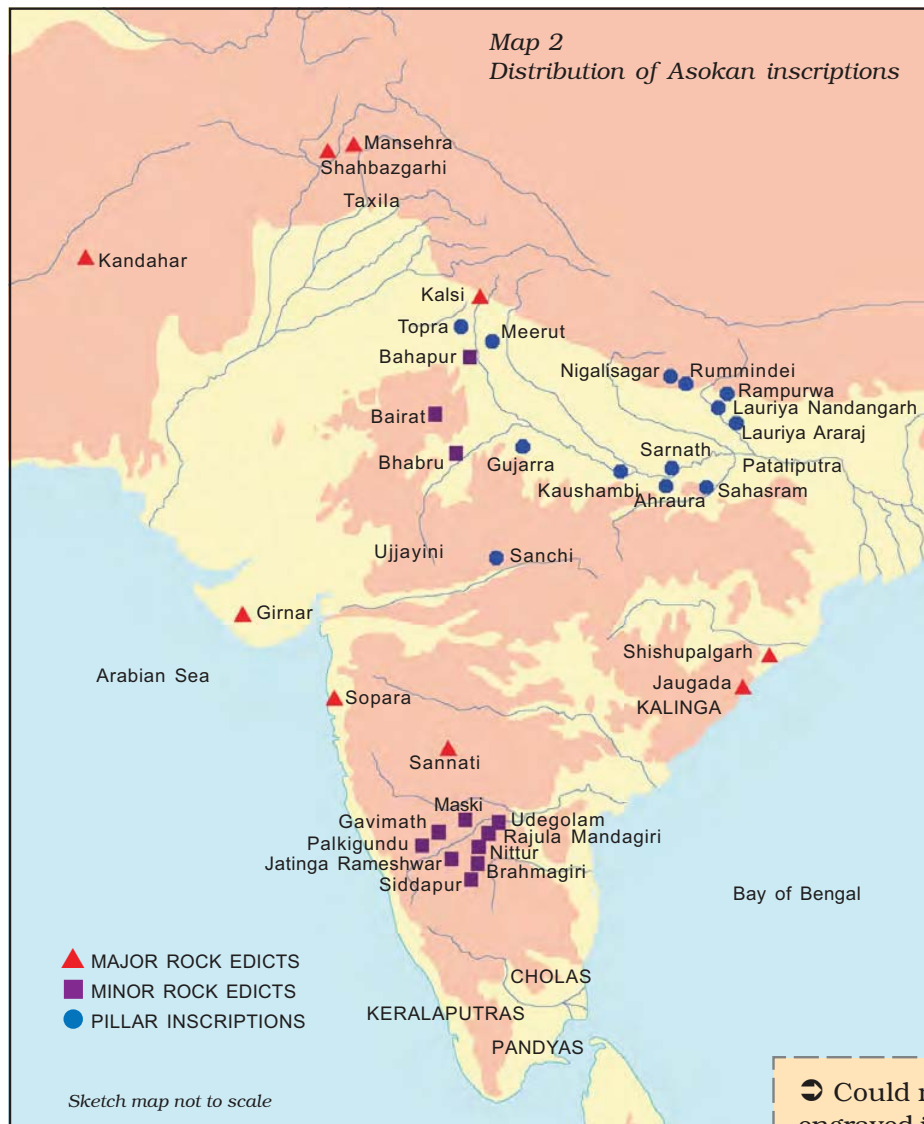 Map 2
Distribution of Asokan inscriptions
Mansehra
Shahbazgarhi
Taxila
Kandahar
Kalsi
Topra
Meerut
Bahapur
Nigalisagar
Rummindei
Rampurwa
Bairat
Lauriya Nandangarh
Lauriya Araraj
Bhabru
Gujarra
Sarnath
Pataliputra
Kaushambi
Sahasram
Ahraura
Ujjayini
Sanchi
Girnar
Shishupalgarh
Arabian Sea
Jaugada
Sopara
KALINGA
Sannati
Maski
Gavimath
Udegolam
Rajula Mandagiri
Palkigundu
Nittur
Jatinga Rameshwar
Brahmagiri
Siddapur
Bay of Bengal
MAJOR ROCK EDICTS
CHOLAS
MINOR ROCK EDICTS
KERALAPUTRAS
PILLAR INSCRIPTIONS
PANDYAS
Sketch map not to scale
➲ Could